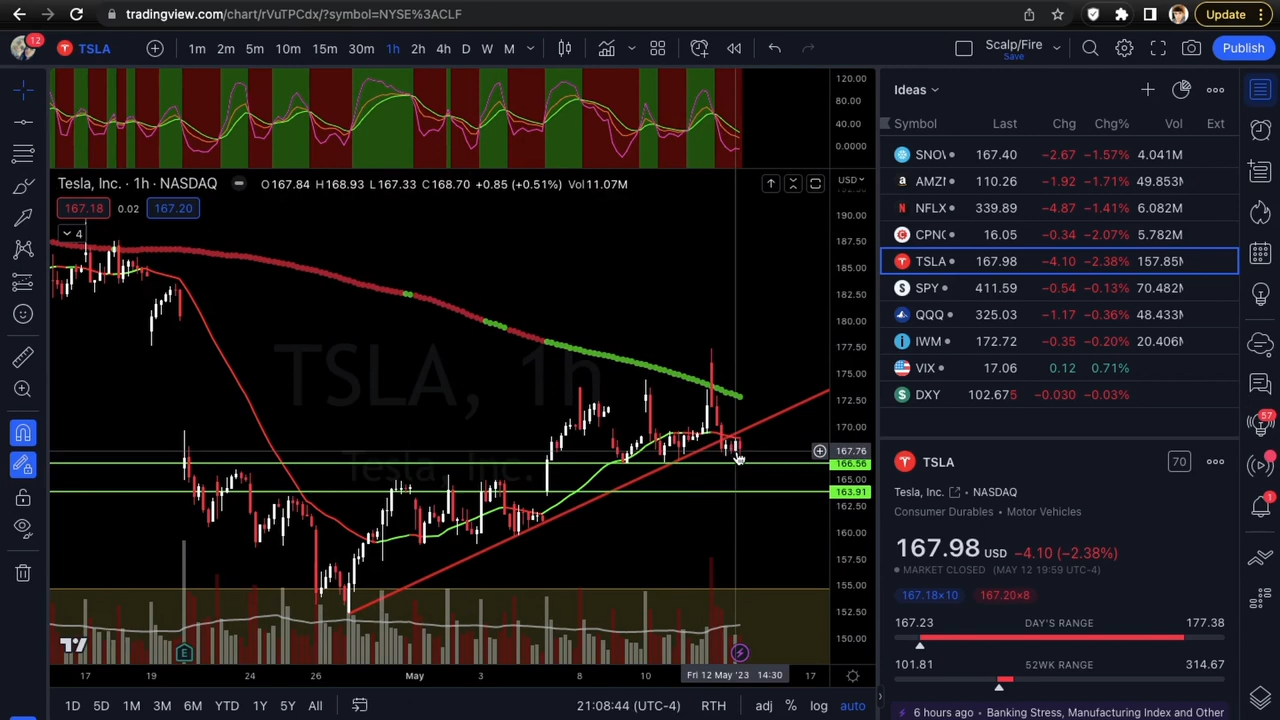 tradingview.com/chart/rVuTPCdx/?symbol=NYSE%3ACLF
Update
12
TSLA
1m 2m 5m 10m 15m 30m 1h 2h 4h D W M
Scalp/Fire
Save
Publish
120.00
80.00
40.00
0.0000
Tesla, Inc. · 1h · NASDAQ
O167.84 H168.93 L167.33 C168.70 +0.85 (+0.51%) Vol11.07M
USD
167.18 0.02 167.20
4
190.00
187.50
185.00
182.50
180.00
177.50
175.00
172.50
170.00
167.76
166.56
165.00
163.91
162.50
160.00
157.50
155.00
152.50
150.00
TSLA, 1h
Tesla, Inc.
E
17 19 24 26 May 3 8 10 Fri 12 May '23 14:30 17
1D 5D 1M 3M 6M YTD 1Y 5Y All
21:08:44 (UTC-4) RTH adj % log auto
Ideas
Symbol Last Chg Chg% Vol Ext
167.40 −2.67 −1.57% 4.041M
110.26 −1.92 −1.71% 49.853M
NFLX 339.89 −4.87 −1.41% 6.082M
16.05 −0.34 −2.07% 5.782M
TSLA 167.98 −4.10 −2.38% 157.85M
SPY 411.59 −0.54 −0.13% 70.482M
QQQ 325.03 −1.17 −0.36% 48.433M
IWM 172.72 −0.35 −0.20% 20.406M
VIX 17.06 0.12 0.71%
DXY 102.675 −0.030 −0.03%
TSLA
70
Tesla, Inc. NASDAQ
Consumer Durables • Motor Vehicles
167.98 USD −4.10 (−2.38%)
MARKET CLOSED (MAY 12 19:59 UTC-4)
167.18×10 167.20×8
167.23 DAY'S RANGE 177.38
101.81 52WK RANGE 314.67
6 hours ago • Banking Stress, Manufacturing Index and Other
57
1